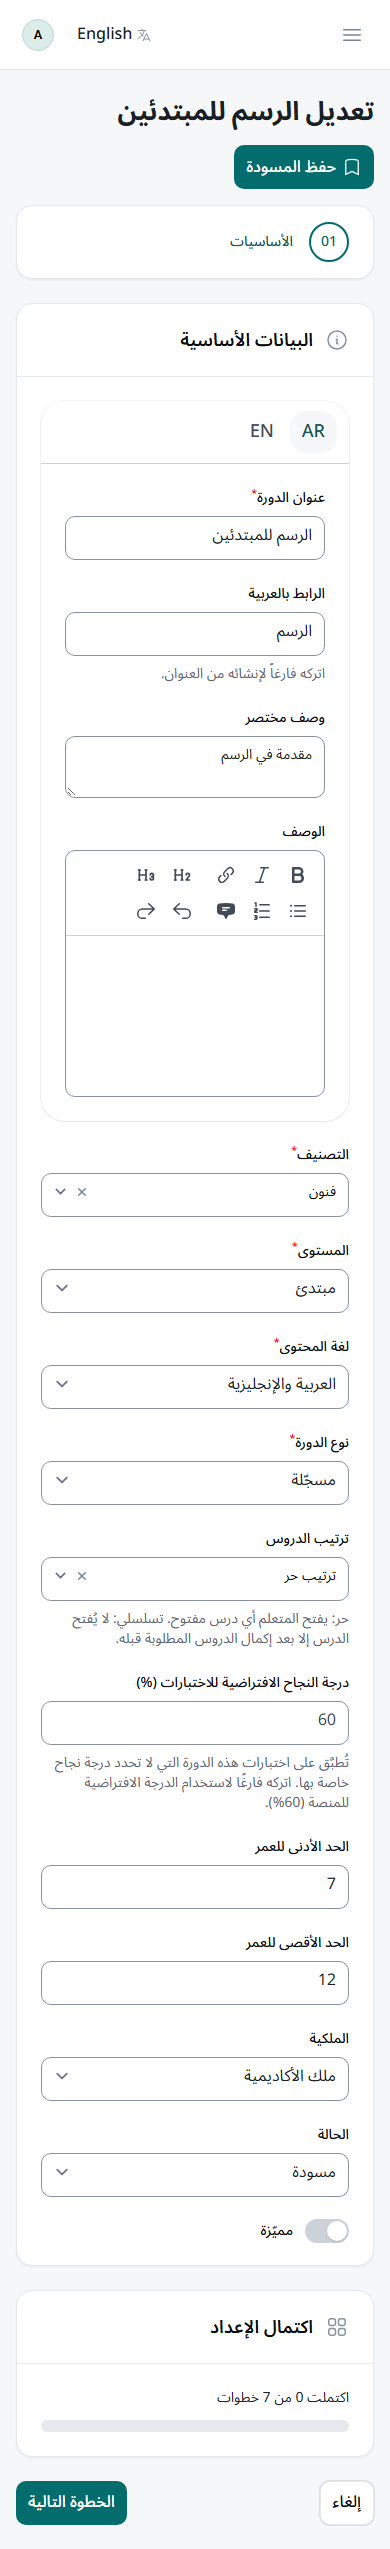 A
English
تعديل الرسم للمبتدئين
حفظ المسودة
01
الأساسيات
البيانات الأساسية
AR
EN
عنوان الدورة*
الرسم للمبتدئين
الرابط بالعربية
الرسم
اتركه فارغاً لإنشائه من العنوان.
وصف مختصر
مقدمة في الرسم
الوصف
B I H2 H3
التصنيف*
فنون
المستوى*
مبتدئ
لغة المحتوى*
العربية والإنجليزية
نوع الدورة*
مسجّلة
ترتيب الدروس
ترتيب حر
حر: يفتح المتعلم أي درس مفتوح. تسلسلي: لا يُفتح
الدرس إلا بعد إكمال الدروس المطلوبة قبله.
درجة النجاح الافتراضية للاختبارات (%)
60
تُطبَّق على اختبارات هذه الدورة التي لا تحدد درجة نجاح
خاصة بها. اتركه فارغًا لاستخدام الدرجة الافتراضية
للمنصة (60%).
الحد الأدنى للعمر
7
الحد الأقصى للعمر
12
الملكية
ملك الأكاديمية
الحالة
مسودة
مميّزة
اكتمال الإعداد
اكتملت 0 من 7 خطوات
إلغاء
الخطوة التالية